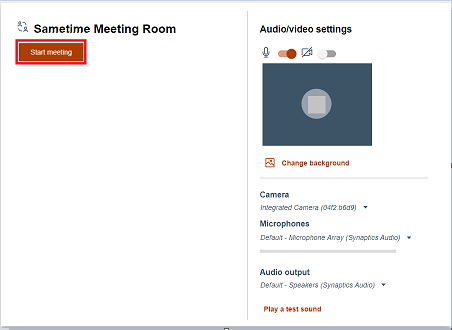 Sametime Meeting Room
Start meeting
Audio/video settings
Change background
Camera
Integrated Camera (04f2:b6d9)
Microphones
Default - Microphone Array (Synaptics Audio)
Audio output
Default - Speakers (Synaptics Audio)
Play a test sound